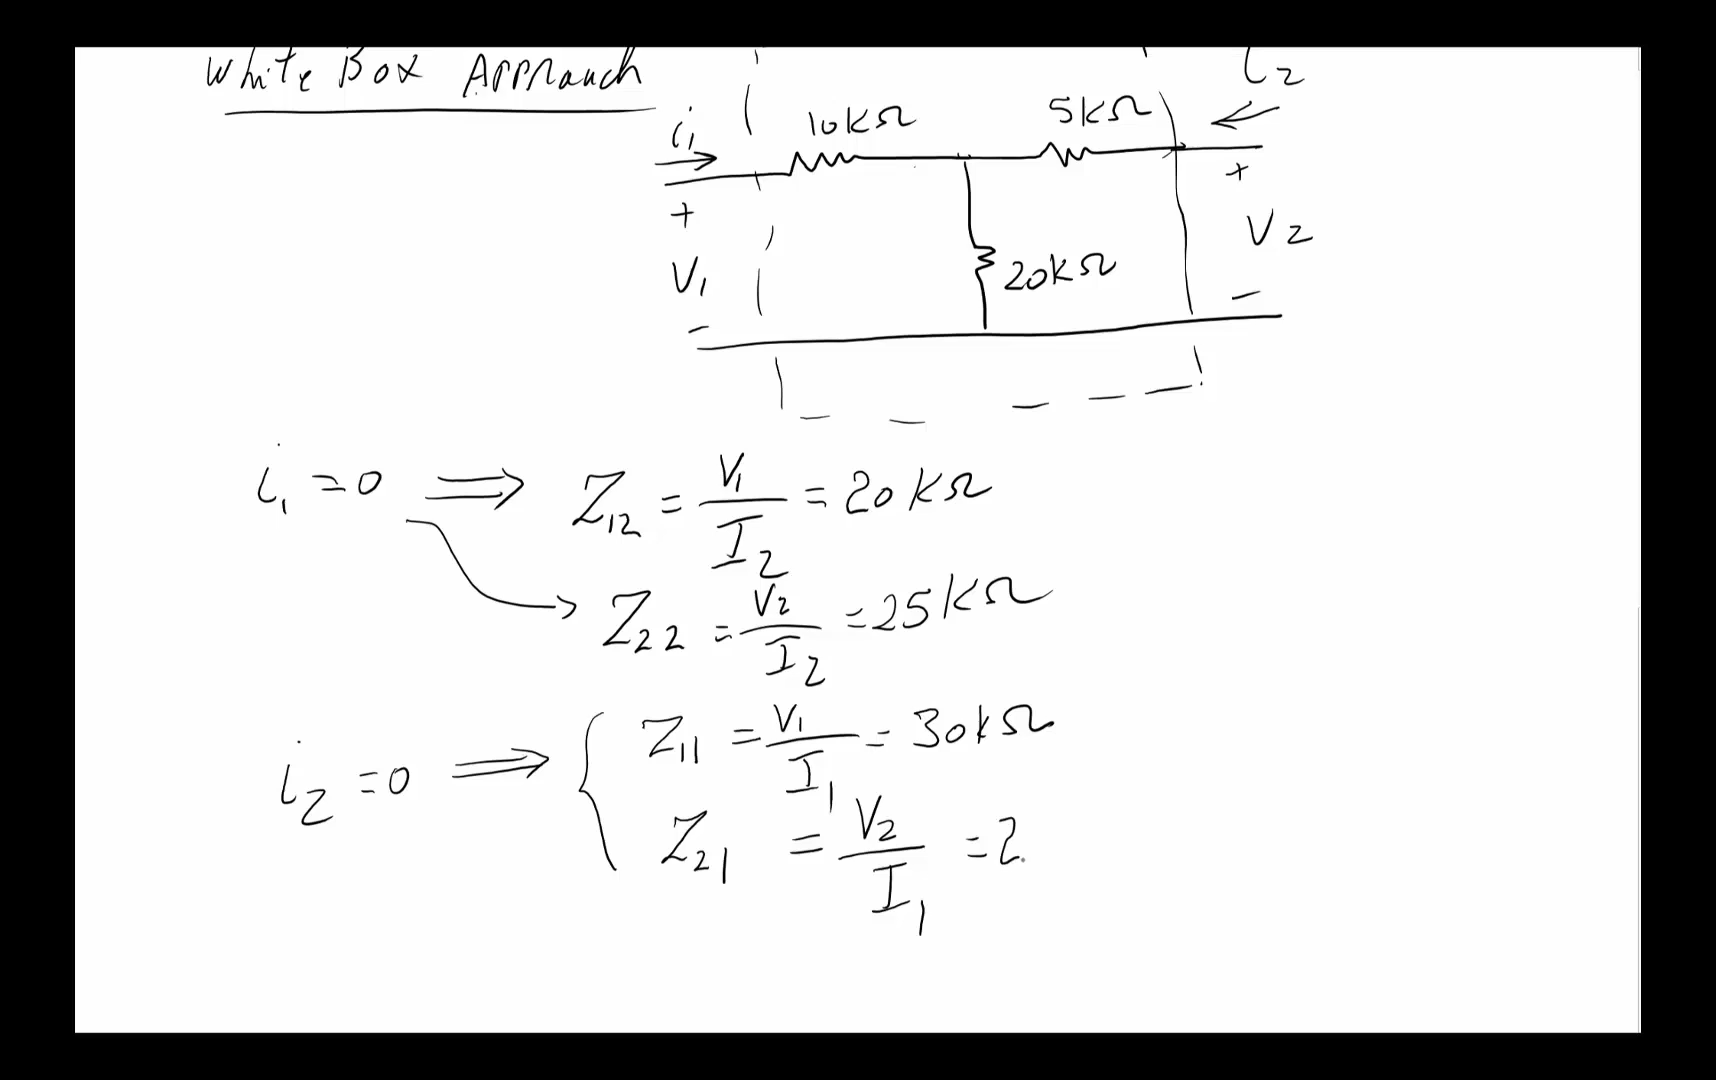 White Box Approach
i₂
i₁
10kΩ
5kΩ
+
+
V₁
20kΩ
V₂
-
-
i₁ = 0 ⟹ Z₁₂ = V₁/I₂ = 20kΩ
Z₂₂ = V₂/I₂ = 25kΩ
i₂ = 0 ⟹ { Z₁₁ = V₁/I₁ = 30kΩ
Z₂₁ = V₂/I₁ = 2